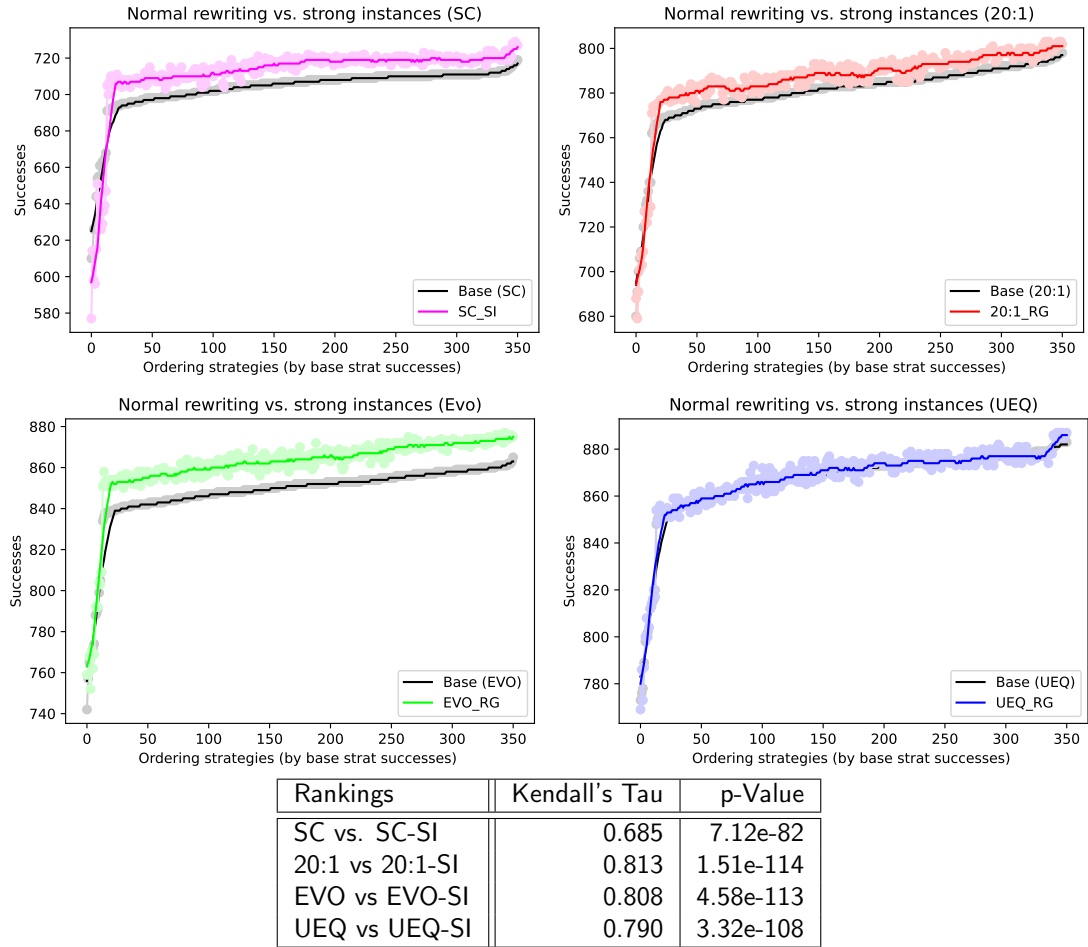 Normal rewriting vs. strong instances (SC)
720
700
680
660
640
620
600
580
Successes
Base (SC)
SC_SI
0 50 100 150 200 250 300 350
Ordering strategies (by base strat successes)
Normal rewriting vs. strong instances (20:1)
800
780
760
740
720
700
680
Successes
Base (20:1)
20:1_RG
0 50 100 150 200 250 300 350
Ordering strategies (by base strat successes)
Normal rewriting vs. strong instances (Evo)
880
860
840
820
800
780
760
740
Successes
Base (EVO)
EVO_RG
0 50 100 150 200 250 300 350
Ordering strategies (by base strat successes)
Normal rewriting vs. strong instances (UEQ)
880
860
840
820
800
780
Successes
Base (UEQ)
UEQ_RG
0 50 100 150 200 250 300 350
Ordering strategies (by base strat successes)
Rankings Kendall's Tau p-Value
SC vs. SC-SI 0.685 7.12e-82
20:1 vs 20:1-SI 0.813 1.51e-114
EVO vs EVO-SI 0.808 4.58e-113
UEQ vs UEQ-SI 0.790 3.32e-108